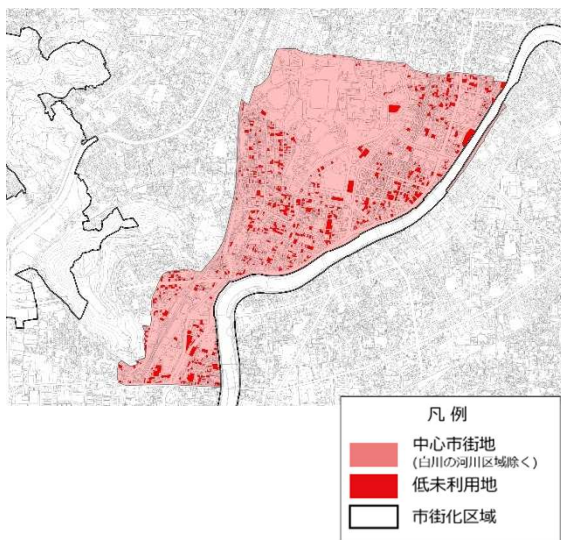 凡例
中心市街地
(白川の河川区域除く)
低未利用地
市街化区域